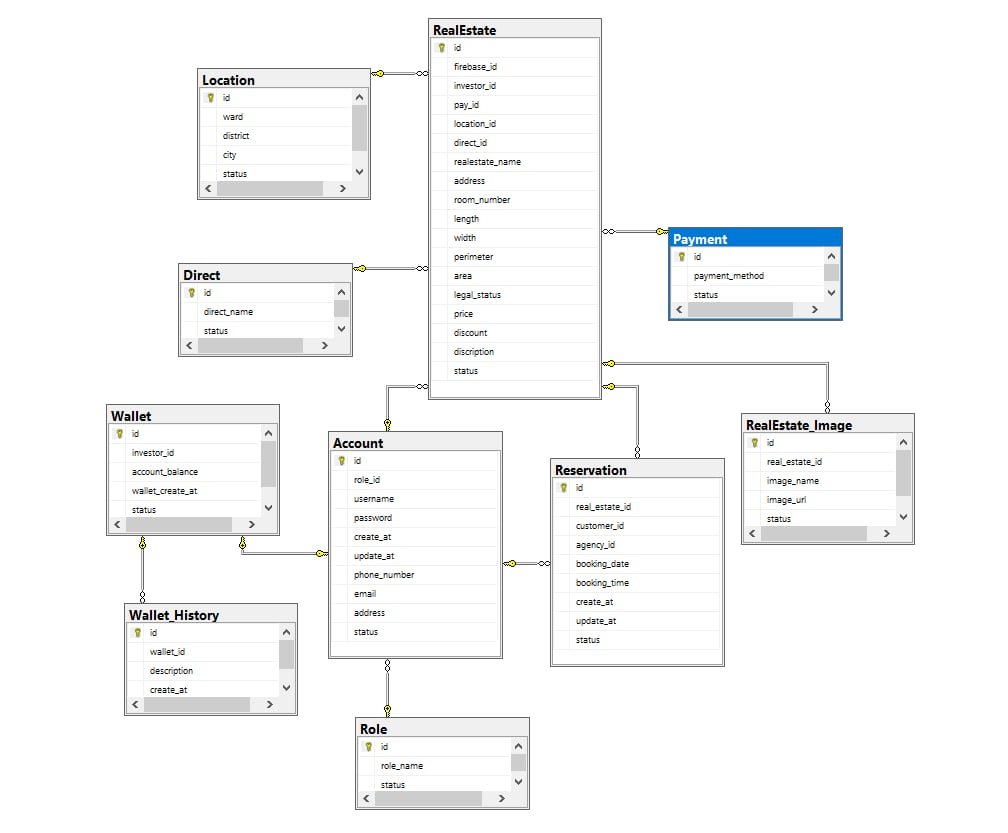 RealEstate
id
firebase_id
investor_id
pay_id
location_id
direct_id
realestate_name
address
room_number
length
width
perimeter
area
legal_status
price
discount
discription
status
Location
id
ward
district
city
status
Payment
id
payment_method
status
Direct
id
direct_name
status
Wallet
id
investor_id
account_balance
wallet_create_at
status
Account
id
role_id
username
password
create_at
update_at
phone_number
email
address
status
Reservation
id
real_estate_id
customer_id
agency_id
booking_date
booking_time
create_at
update_at
status
RealEstate_Image
id
real_estate_id
image_name
image_url
status
Wallet_History
id
wallet_id
description
create_at
Role
id
role_name
status